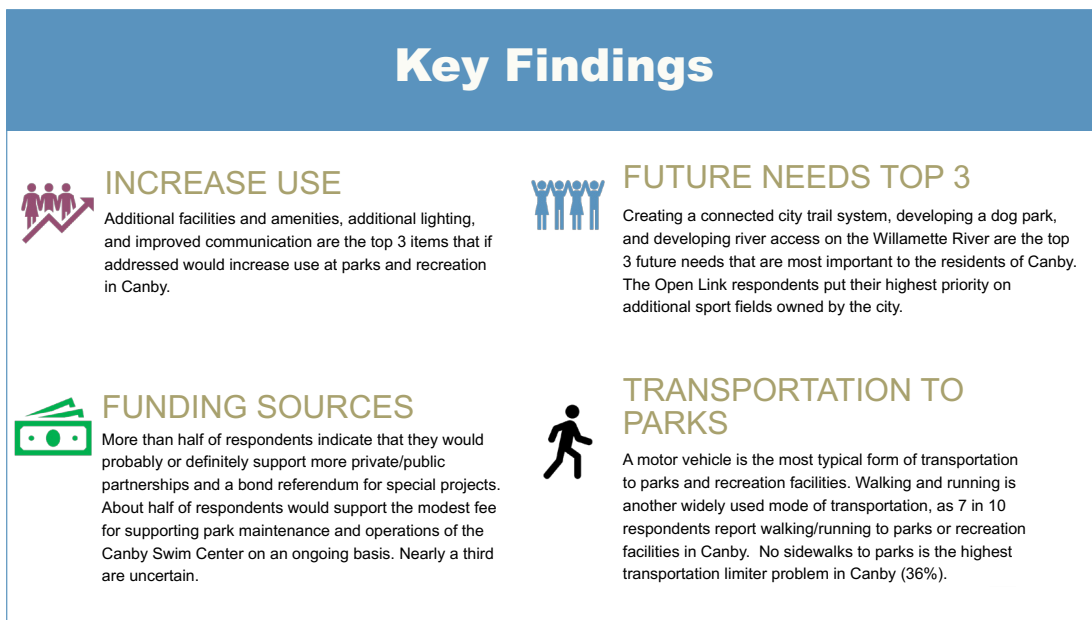 Key Findings
INCREASE USE
Additional facilities and amenities, additional lighting,
and improved communication are the top 3 items that if
addressed would increase use at parks and recreation
in Canby.
FUTURE NEEDS TOP 3
Creating a connected city trail system, developing a dog park,
and developing river access on the Willamette River are the top
3 future needs that are most important to the residents of Canby.
The Open Link respondents put their highest priority on
additional sport fields owned by the city.
FUNDING SOURCES
More than half of respondents indicate that they would
probably or definitely support more private/public
partnerships and a bond referendum for special projects.
About half of respondents would support the modest fee
for supporting park maintenance and operations of the
Canby Swim Center on an ongoing basis. Nearly a third
are uncertain.
TRANSPORTATION TO
PARKS
A motor vehicle is the most typical form of transportation
to parks and recreation facilities. Walking and running is
another widely used mode of transportation, as 7 in 10
respondents report walking/running to parks or recreation
facilities in Canby.  No sidewalks to parks is the highest
transportation limiter problem in Canby (36%).